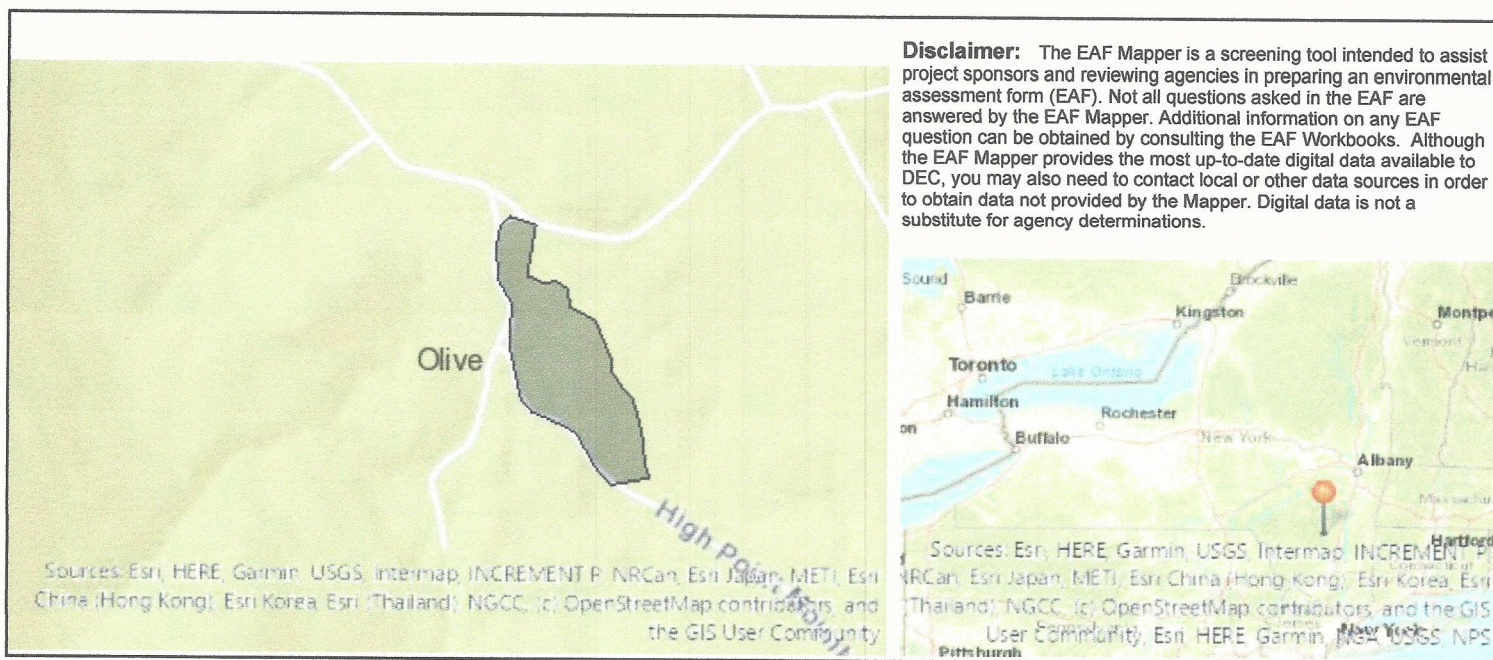 Disclaimer: The EAF Mapper is a screening tool intended to assist
project sponsors and reviewing agencies in preparing an environmental
assessment form (EAF). Not all questions asked in the EAF are
answered by the EAF Mapper. Additional information on any EAF
question can be obtained by consulting the EAF Workbooks. Although
the EAF Mapper provides the most up-to-date digital data available to
DEC, you may also need to contact local or other data sources in order
to obtain data not provided by the Mapper. Digital data is not a
substitute for agency determinations.
Olive
High Point
Sources: Esri, HERE, Garmin, USGS, Intermap, INCREMENT P, NRCan, Esri Japan, METI, Esri
China (Hong Kong), Esri Korea, Esri (Thailand), NGCC, (c) OpenStreetMap contributors, and
the GIS User Community
Sound
Barrie
Brockville
Kingston
Montpe
Vermont
Toronto
Lake Ontario
Hamilton
Rochester
on
Buffalo
New York
Albany
Hartford
Sources: Esri, HERE, Garmin, USGS, Intermap, INCREMENT P,
NRCan, Esri Japan, METI, Esri China (Hong Kong), Esri Korea, Esri
(Thailand), NGCC, (c) OpenStreetMap contributors, and the GIS
User Community, Esri, HERE, Garmin, NGA, USGS, NPS
New York
Pittsburgh